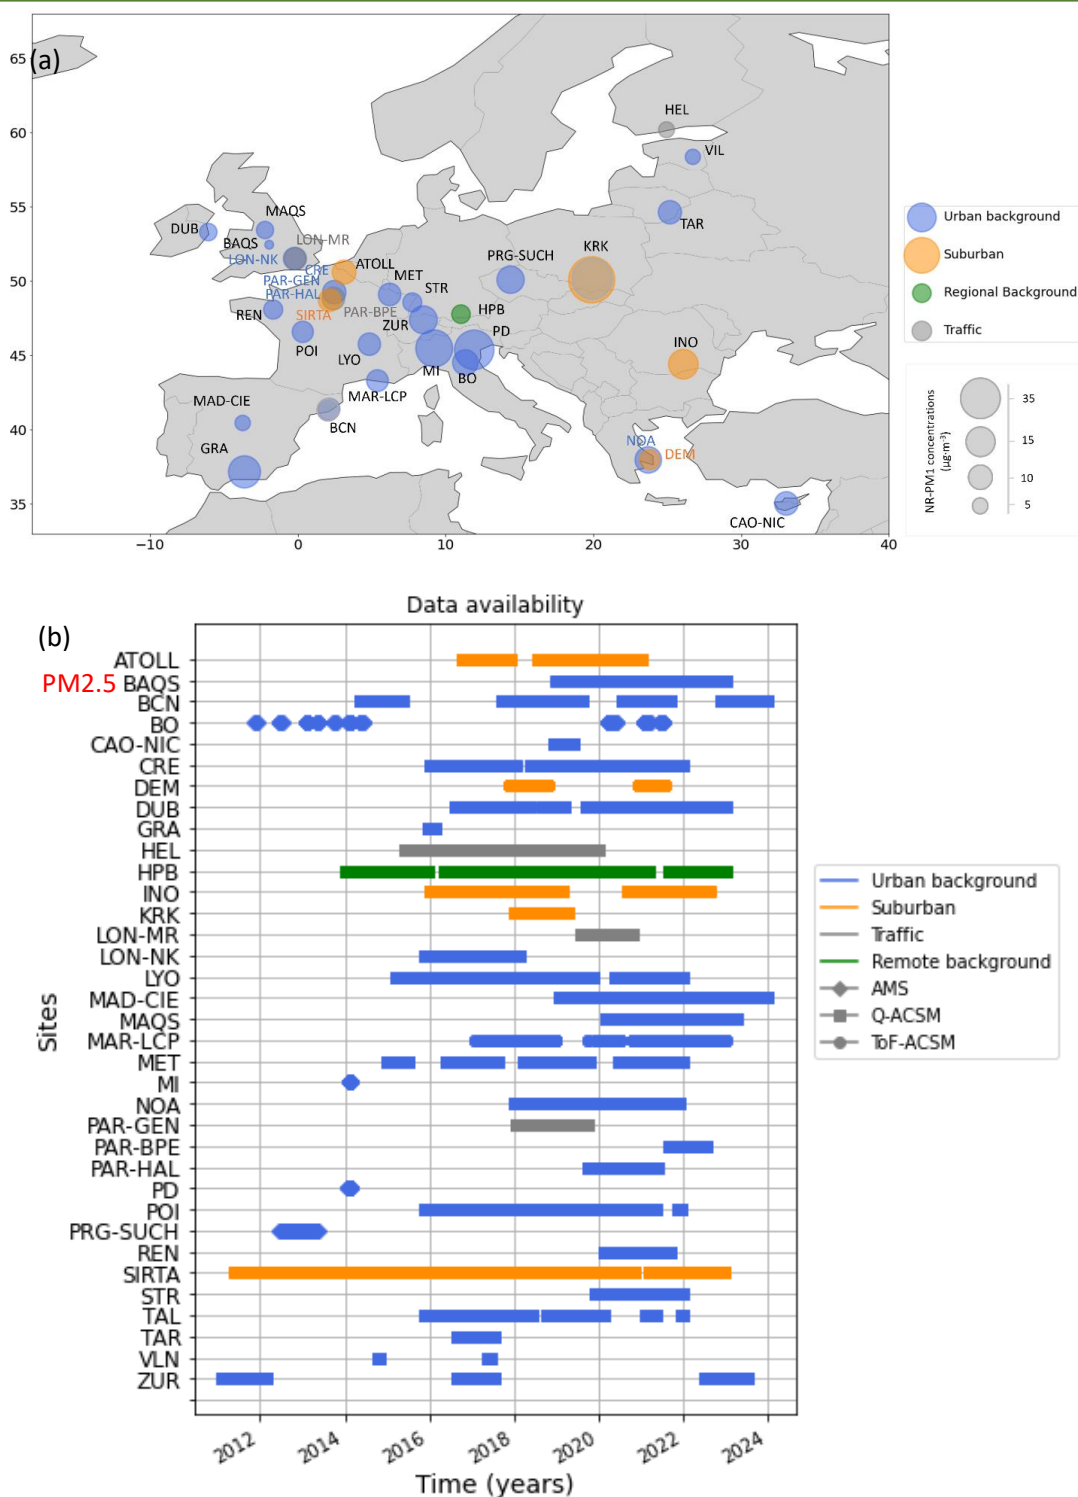 (a)
65
60
55
50
45
40
35
−10
0
10
20
30
40
HEL
VIL
TAR
MAQS
DUB
BAQS
LON-MR
LON-NK
CRE
ATOLL
PAR-GEN
PAR-HAL
MET
STR
PRG-SUCH
KRK
REN
SIRTA
PAR-BPE
ZUR
HPB
PD
POI
LYO
MI
BO
INO
MAR-LCP
MAD-CIE
BCN
GRA
NOA
DEM
CAO-NIC
Urban background
Suburban
Regional Background
Traffic
NR-PM1 concentrations
(µg·m⁻³)
35
15
10
5
Data availability
(b)
PM2.5
ATOLL
BAQS
BCN
BO
CAO-NIC
CRE
DEM
DUB
GRA
HEL
HPB
INO
KRK
LON-MR
LON-NK
LYO
MAD-CIE
MAQS
MAR-LCP
MET
MI
NOA
PAR-GEN
PAR-BPE
PAR-HAL
PD
POI
PRG-SUCH
REN
SIRTA
STR
TAL
TAR
VLN
ZUR
Sites
2012
2014
2016
2018
2020
2022
2024
Time (years)
Urban background
Suburban
Traffic
Remote background
AMS
Q-ACSM
ToF-ACSM